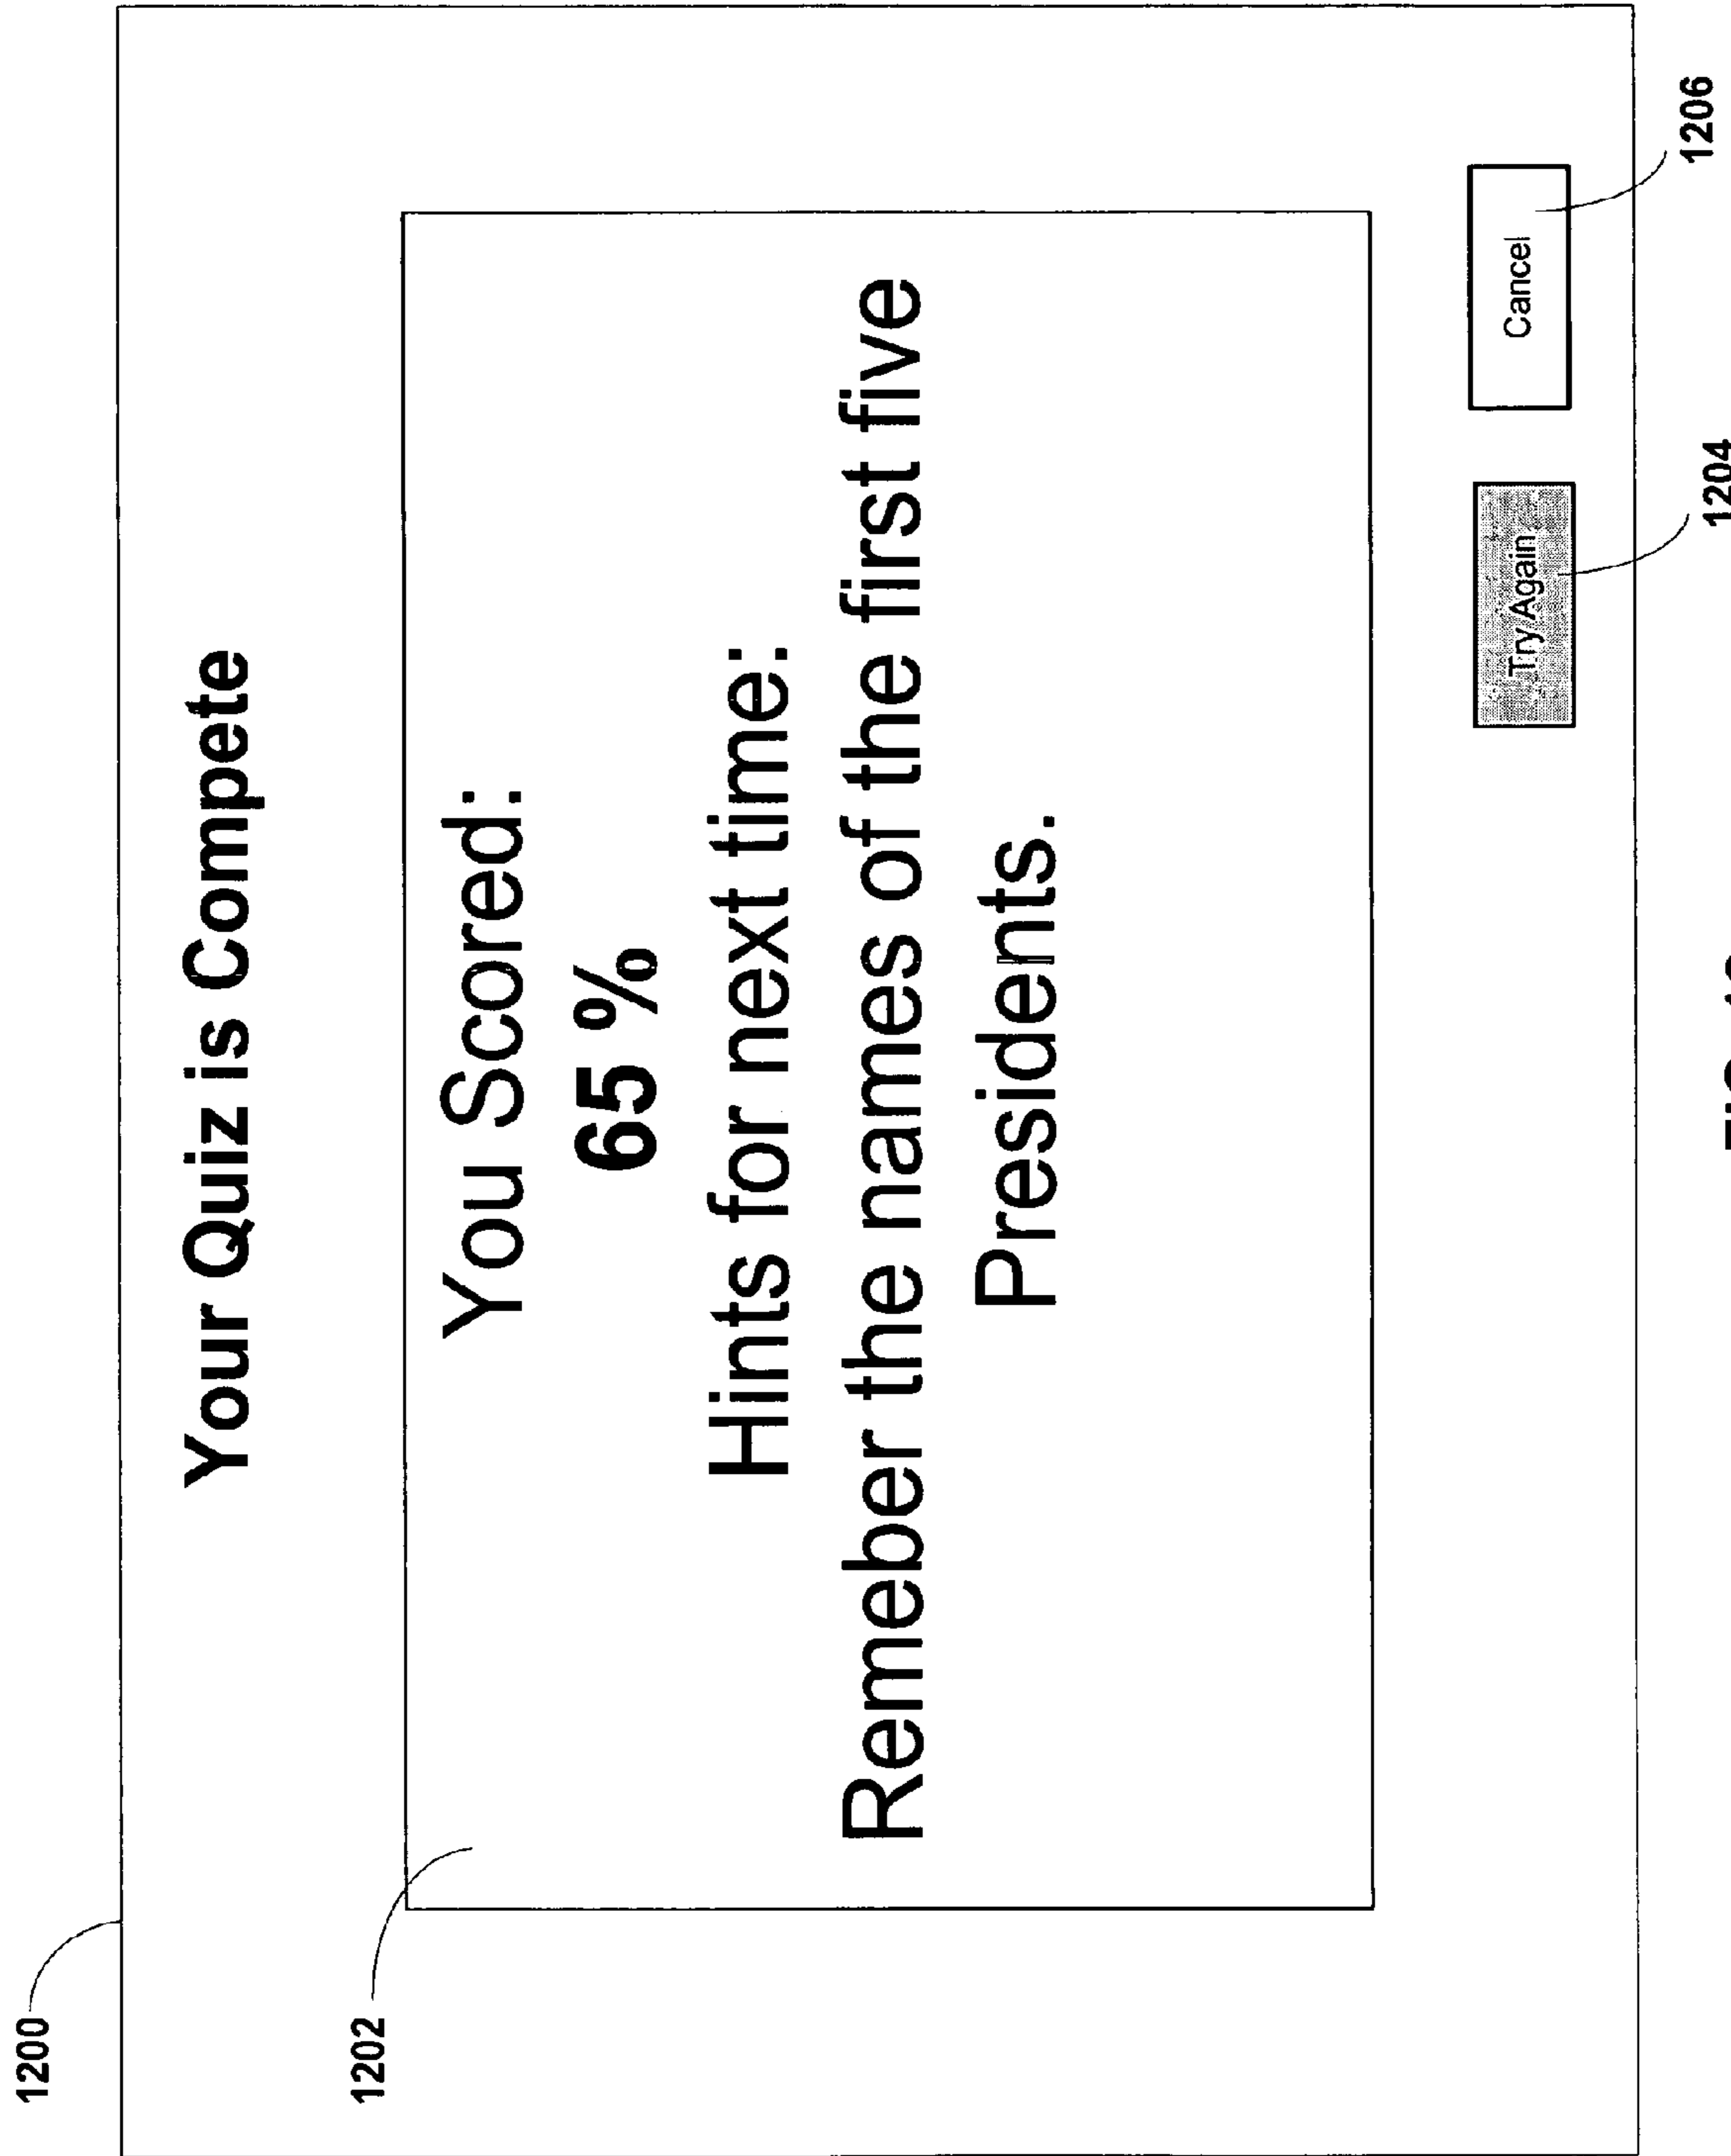 1200
Your Quiz is Compete
1202
You Scored:
65 %
Hints for next time:
Remeber the names of the first five
Presidents.
Try Again
Cancel
1204
1206